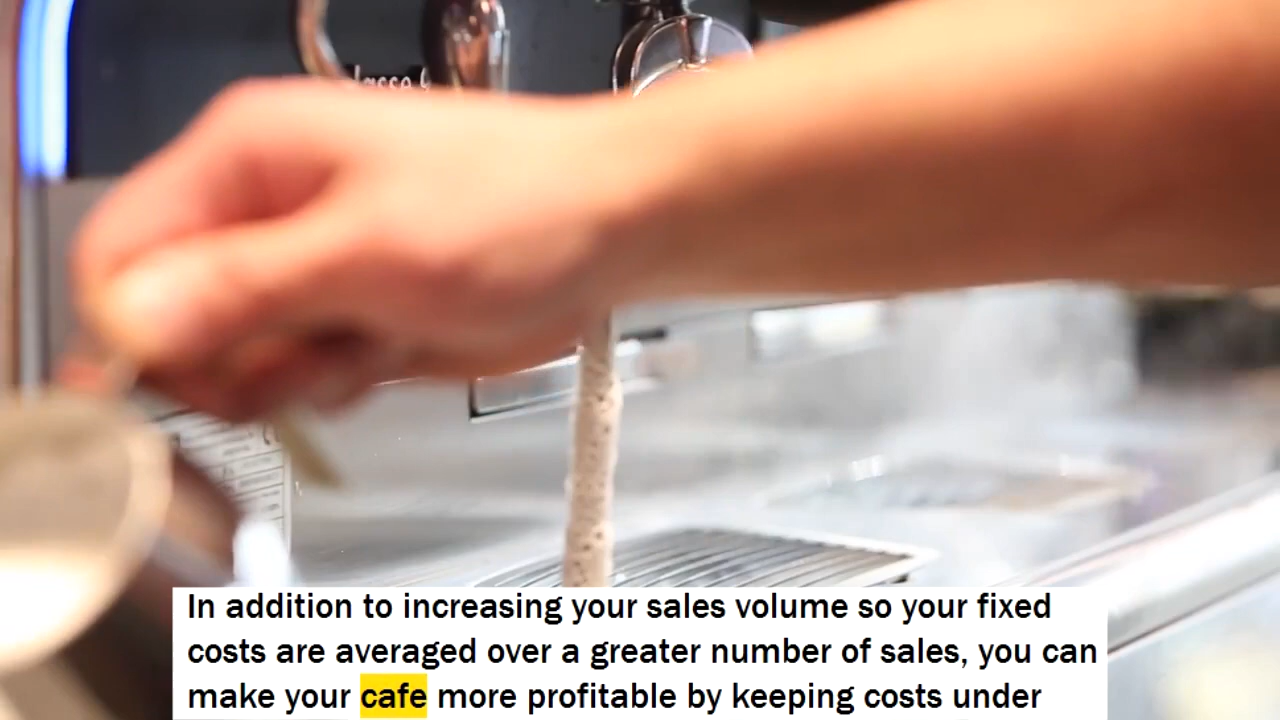 In addition to increasing your sales volume so your fixed
costs are averaged over a greater number of sales, you can
make your cafe more profitable by keeping costs under